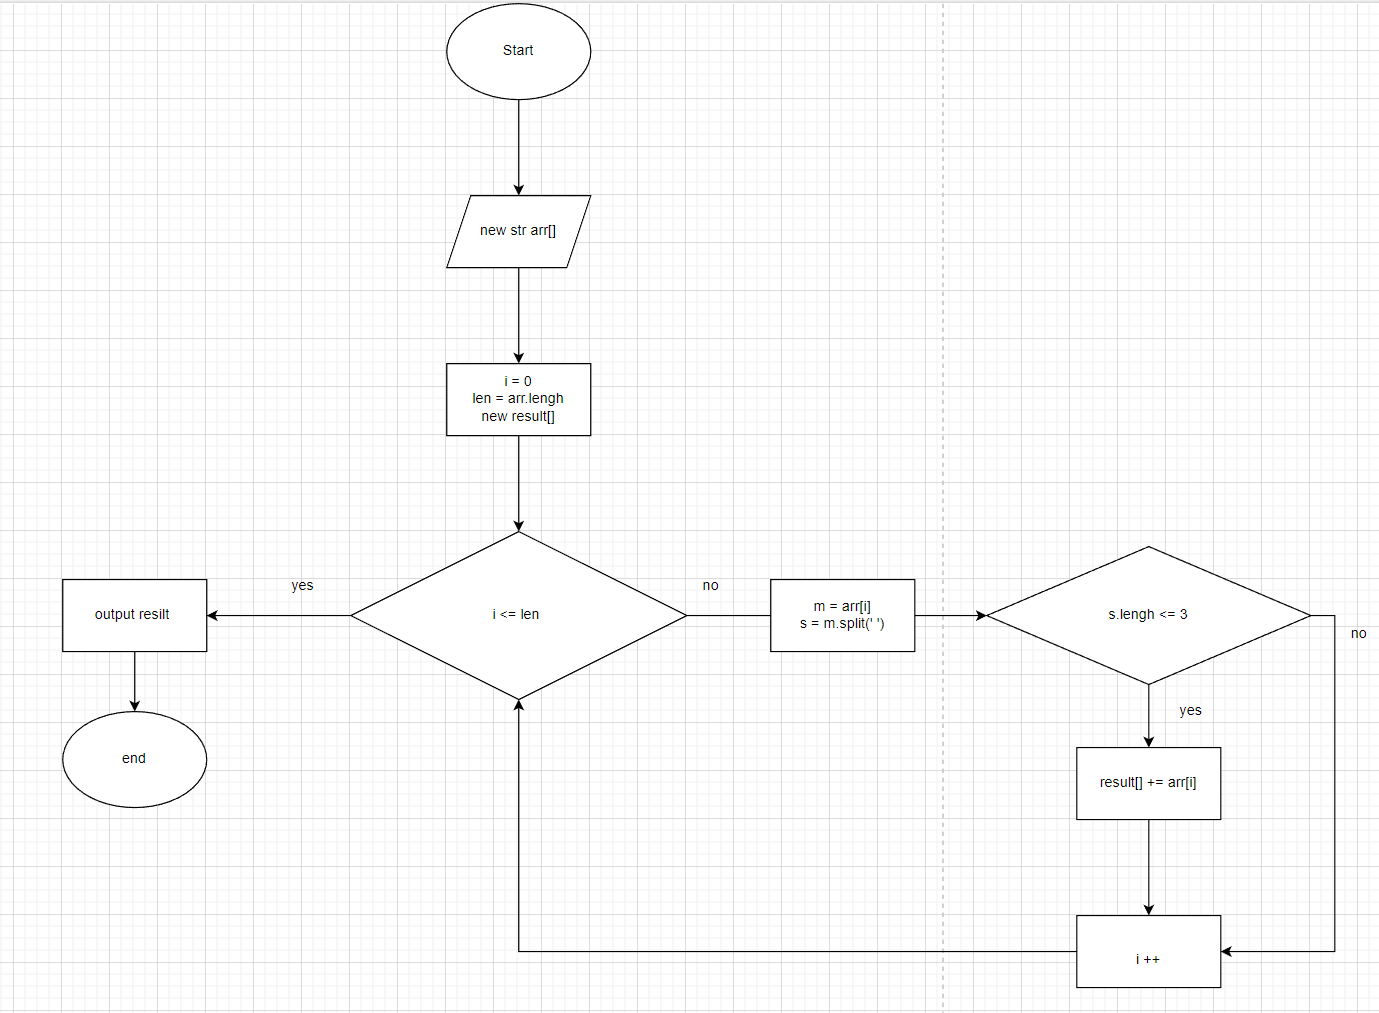 Start
new str arr[]
i = 0
len = arr.lengh
new result[]
yes
no
output resilt
i <= len
m = arr[i]
s = m.split(' ')
s.lengh <= 3
no
yes
end
result[] += arr[i]
i ++